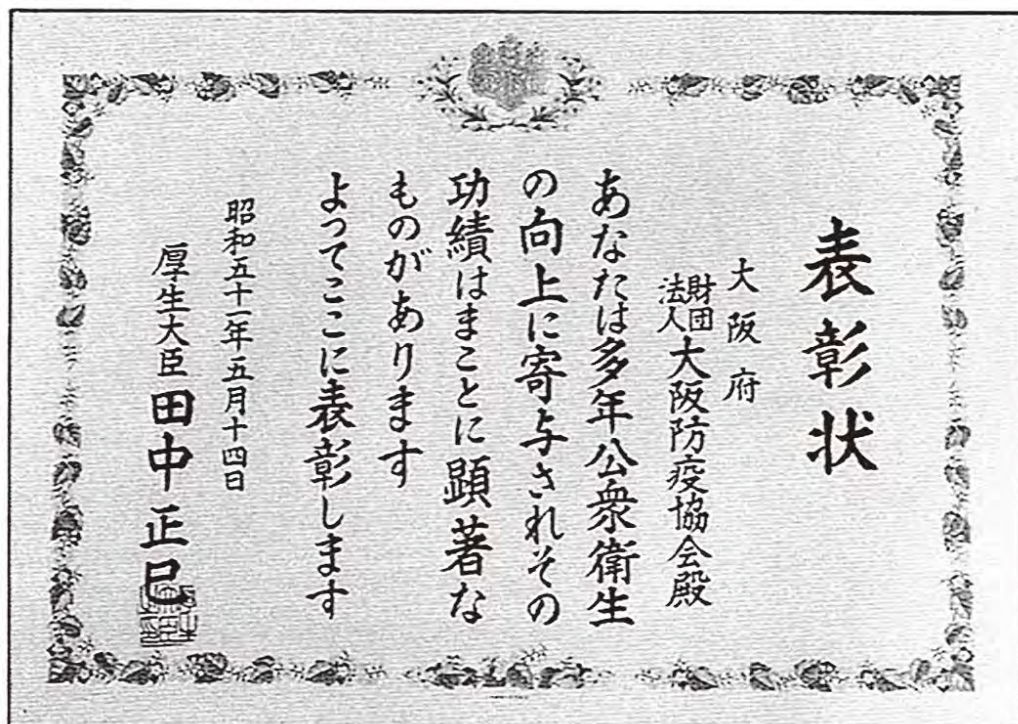 表彰状
大阪府
財団法人大阪防疫協会殿
あなたは多年公衆衛生
の向上に寄与されその
功績はまことに顕著な
ものがあります
よってここに表彰します
昭和五十一年五月十四日
厚生大臣田中正巳